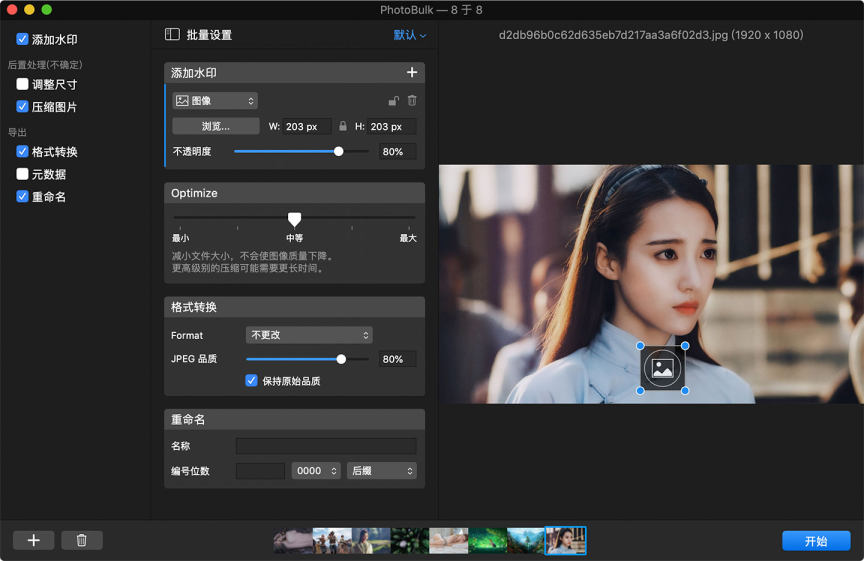 PhotoBulk — 8 于 8
添加水印
后置处理(不确定)
调整尺寸
压缩图片
导出
格式转换
元数据
重命名
批量设置
默认
添加水印
图像
浏览... W: 203 px H: 203 px
不透明度 80%
Optimize
最小 中等 最大
减小文件大小，不会使图像质量下降。
更高级别的压缩可能需要更长时间。
格式转换
Format 不更改
JPEG 品质 80%
保持原始品质
重命名
名称
编号位数 0000 后缀
d2db96b0c62d635eb7d217aa3a6f02d3.jpg (1920 x 1080)
开始